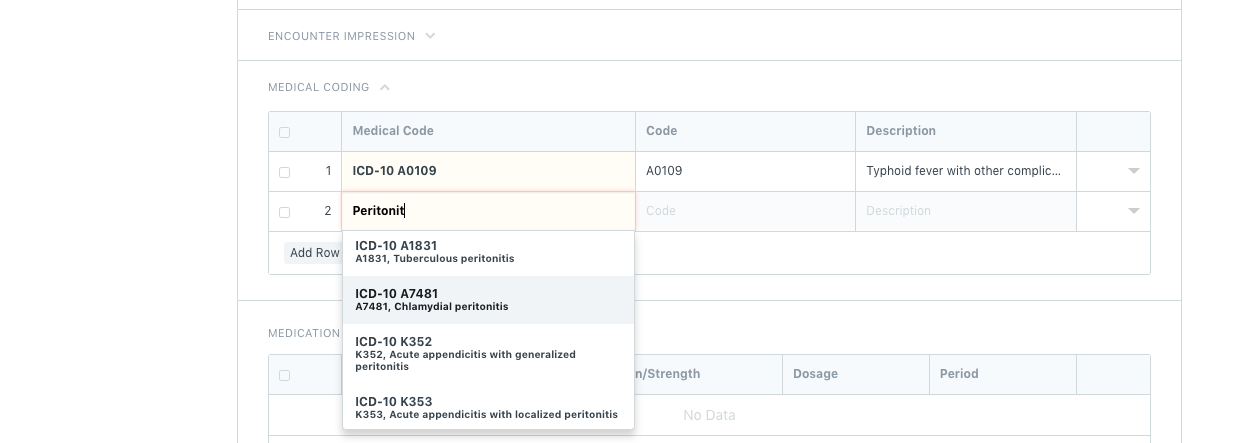 ENCOUNTER IMPRESSION
MEDICAL CODING
Medical Code Code Description
1 ICD-10 A0109 A0109 Typhoid fever with other complic...
2 Peritonit Code Description
ICD-10 A1831
A1831, Tuberculous peritonitis
Add Row
ICD-10 A7481
A7481, Chlamydial peritonitis
MEDICATION
ICD-10 K352
K352, Acute appendicitis with generalized
peritonitis
n/Strength Dosage Period
ICD-10 K353
K353, Acute appendicitis with localized peritonitis
No Data